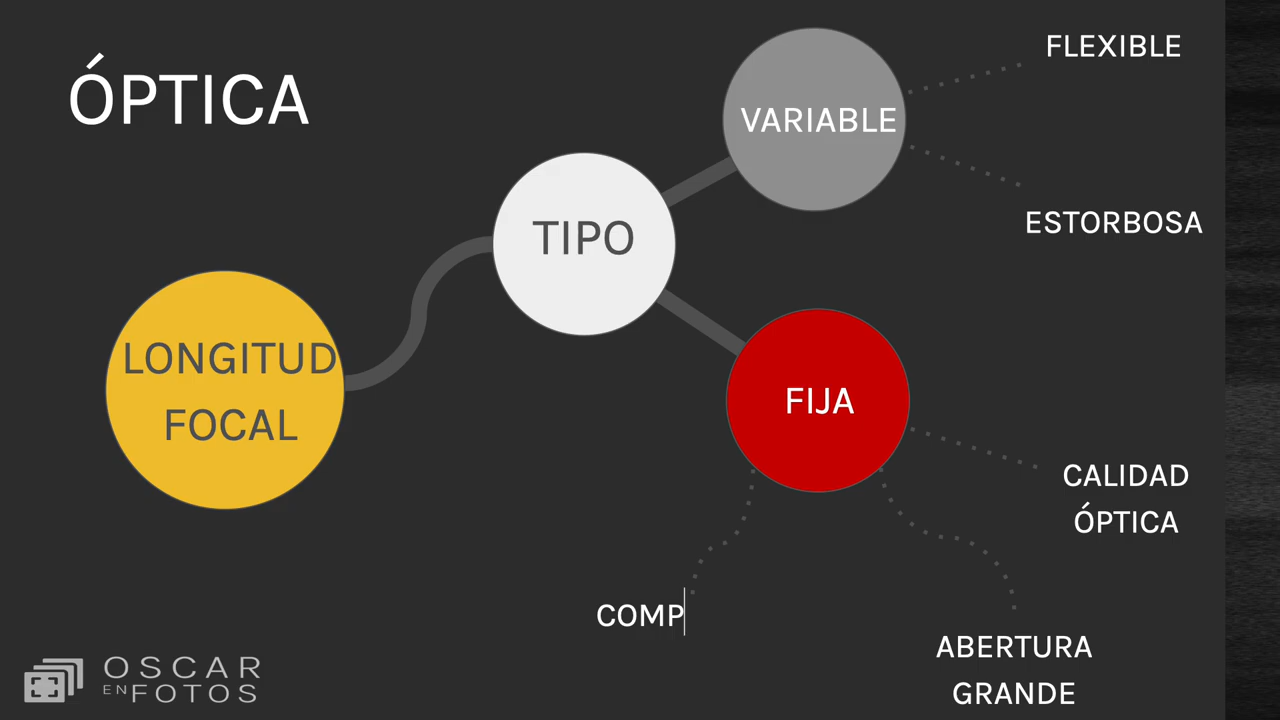 ÓPTICA
FLEXIBLE
VARIABLE
ESTORBOSA
TIPO
LONGITUD
FOCAL
FIJA
CALIDAD
ÓPTICA
COMP
ABERTURA
GRANDE
OSCAR
EN FOTOS